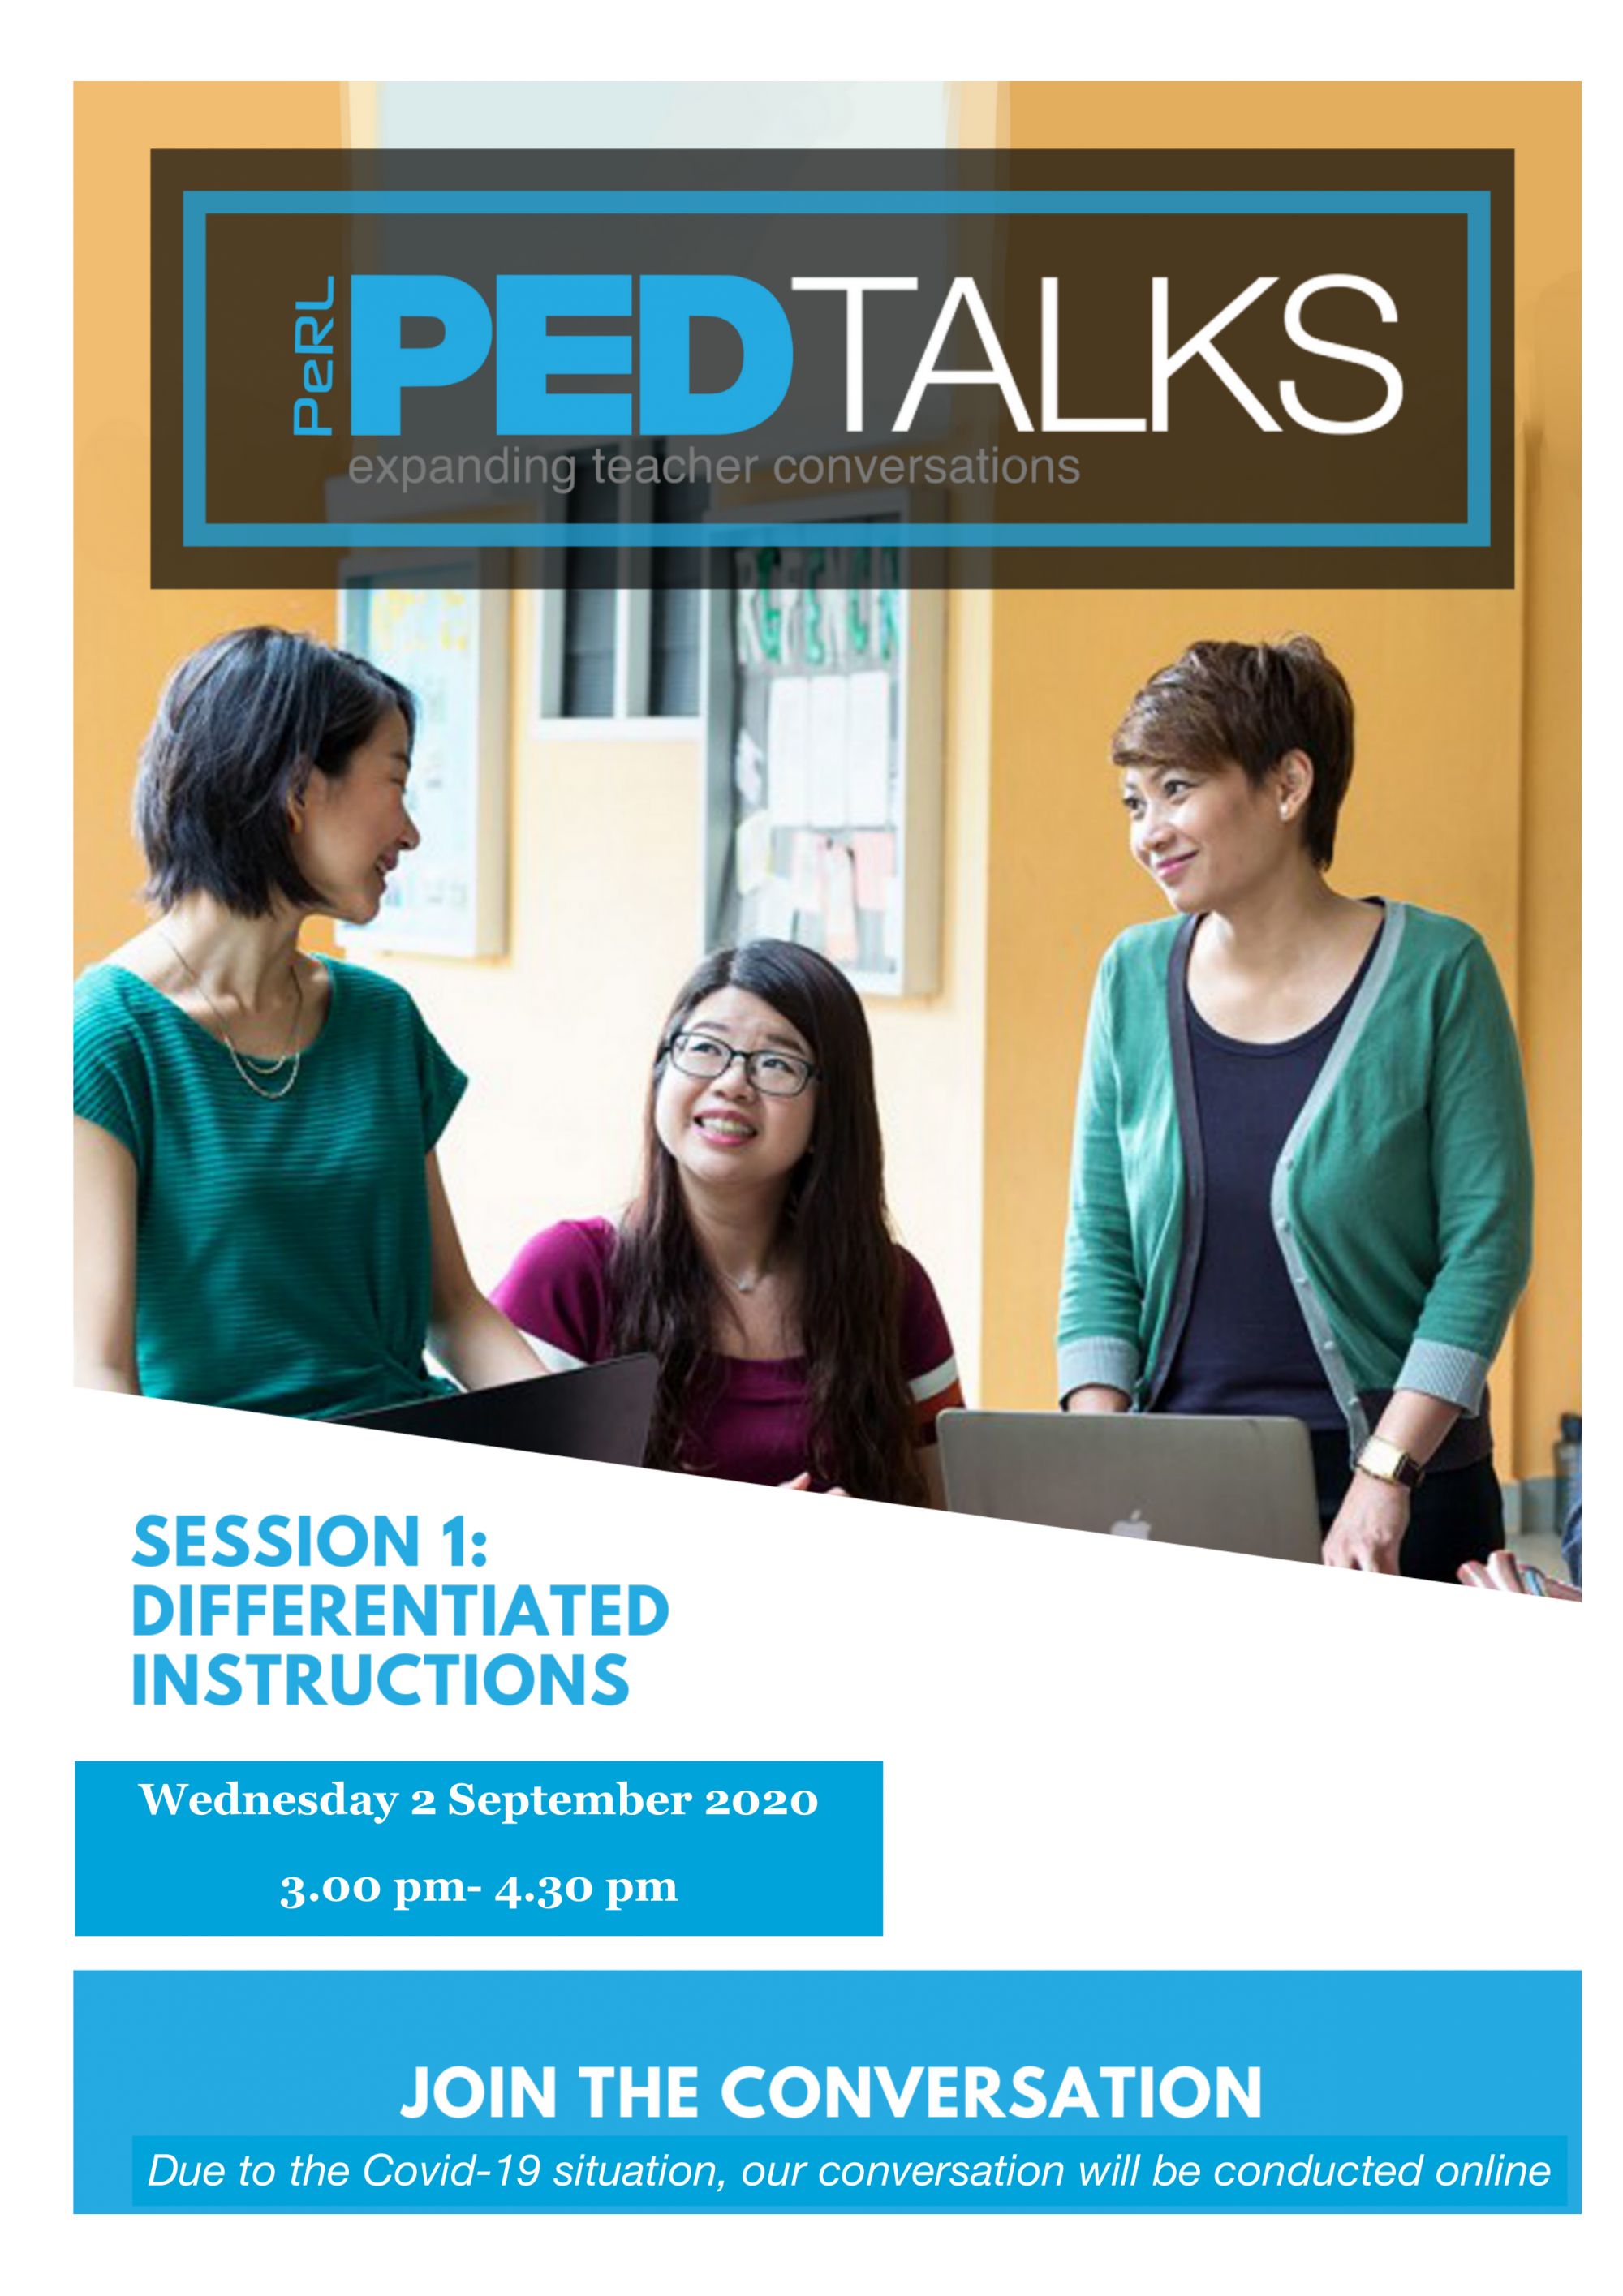 PeRL
PEDTALKS
expanding teacher conversations
SESSION 1:
DIFFERENTIATED
INSTRUCTIONS
Wednesday 2 September 2020
3.00 pm- 4.30 pm
JOIN THE CONVERSATION
Due to the Covid-19 situation, our conversation will be conducted online